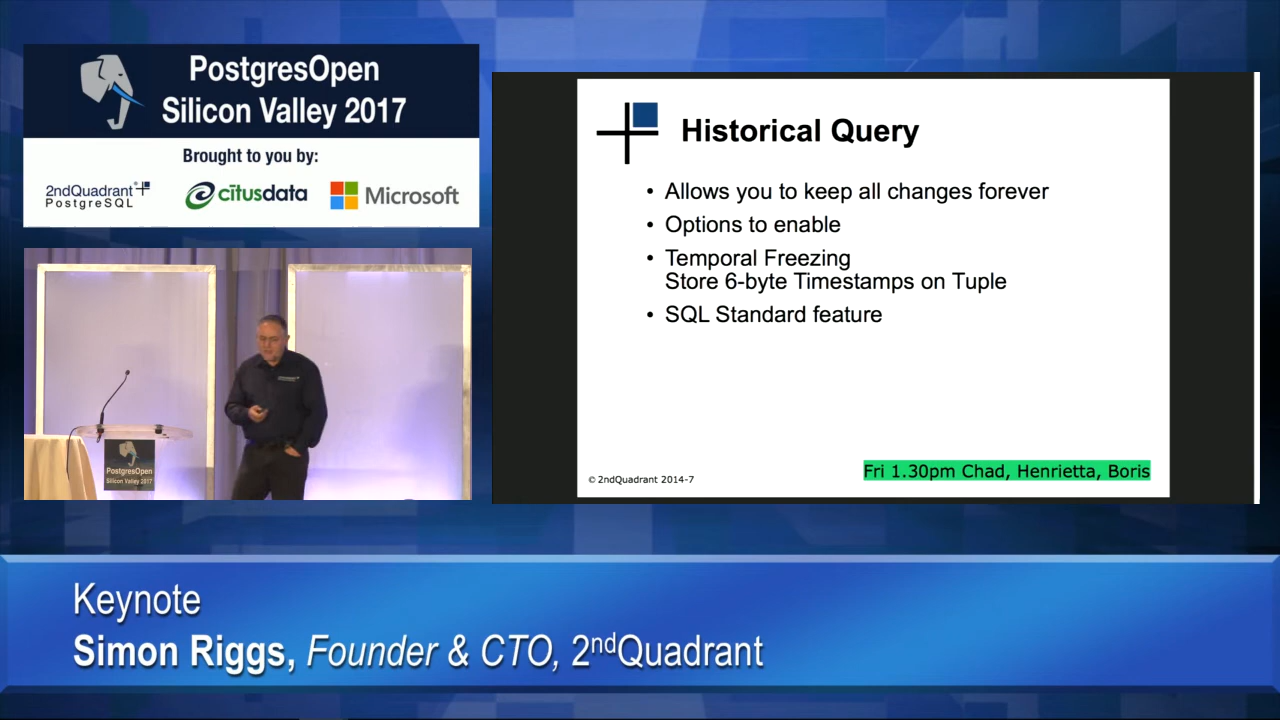 PostgresOpen
Silicon Valley 2017
Brought to you by:
2ndQuadrant®
PostgreSQL
citusdata
Microsoft
PostgresOpen
Silicon Valley 2017
Historical Query
• Allows you to keep all changes forever
• Options to enable
• Temporal Freezing
Store 6-byte Timestamps on Tuple
• SQL Standard feature
© 2ndQuadrant 2014-7
Fri 1.30pm Chad, Henrietta, Boris
Keynote
Simon Riggs, Founder & CTO, 2ndQuadrant